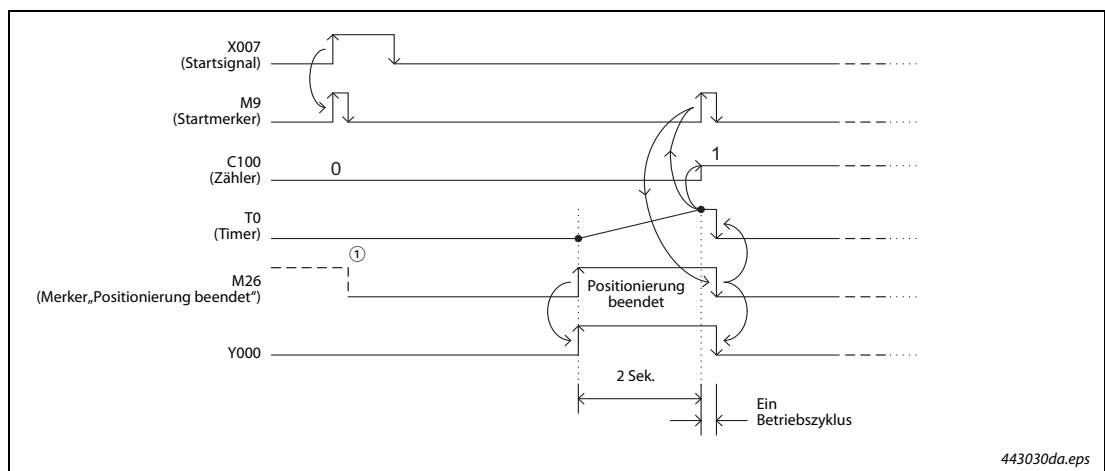 X007
(Startsignal)
M9
(Startmerker)
C100
(Zähler)
0
1
T0
(Timer)
①
M26
(Merker„Positionierung beendet“)
Positionierung
beendet
Y000
2 Sek.
Ein
Betriebszyklus
443030da.eps